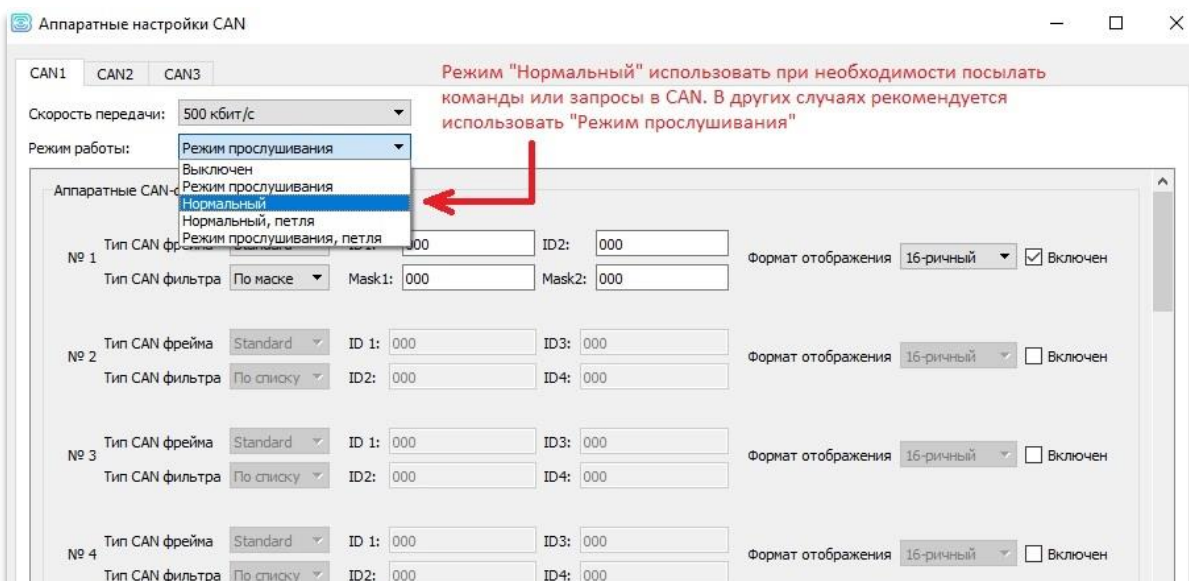 Аппаратные настройки CAN
CAN1 CAN2 CAN3
Режим "Нормальный" использовать при необходимости посылать
команды или запросы в CAN. В других случаях рекомендуется
использовать "Режим прослушивания"
Скорость передачи: 500 кбит/с
Режим работы: Режим прослушивания
Выключен
Режим прослушивания
Нормальный
Нормальный, петля
Режим прослушивания, петля
Аппаратные CAN-
№ 1
Тип CAN Standard 000 ID2: 000
Тип CAN фильтра По маске Mask1: 000 Mask2: 000
Формат отображения 16-ричный Включен
№ 2
Тип CAN фрейма Standard ID 1: 000 ID3: 000
Тип CAN фильтра По списку ID2: 000 ID4: 000
Формат отображения 16-ричный Включен
№ 3
Тип CAN фрейма Standard ID 1: 000 ID3: 000
Тип CAN фильтра По списку ID2: 000 ID4: 000
Формат отображения 16-ричный Включен
№ 4
Тип CAN фрейма Standard ID 1: 000 ID3: 000
Тип CAN фильтра По списку ID2: 000 ID4: 000
Формат отображения 16-ричный Включен